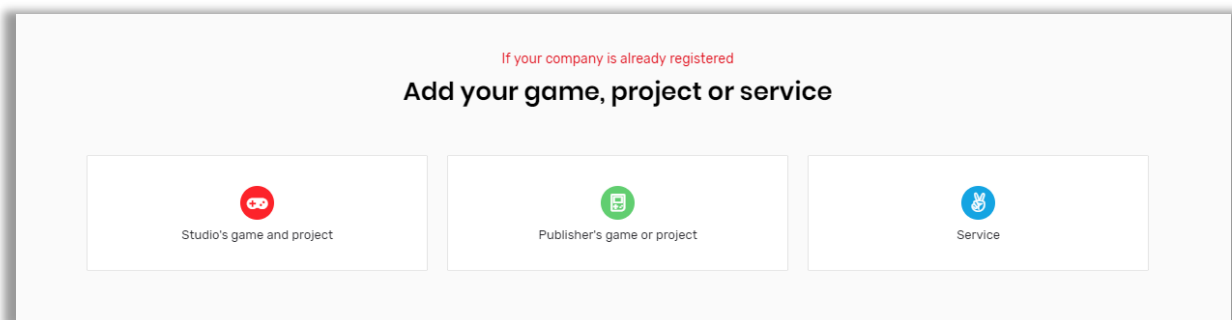 If your company is already registered
Add your game, project or service
Studio's game and project
Publisher's game or project
Service